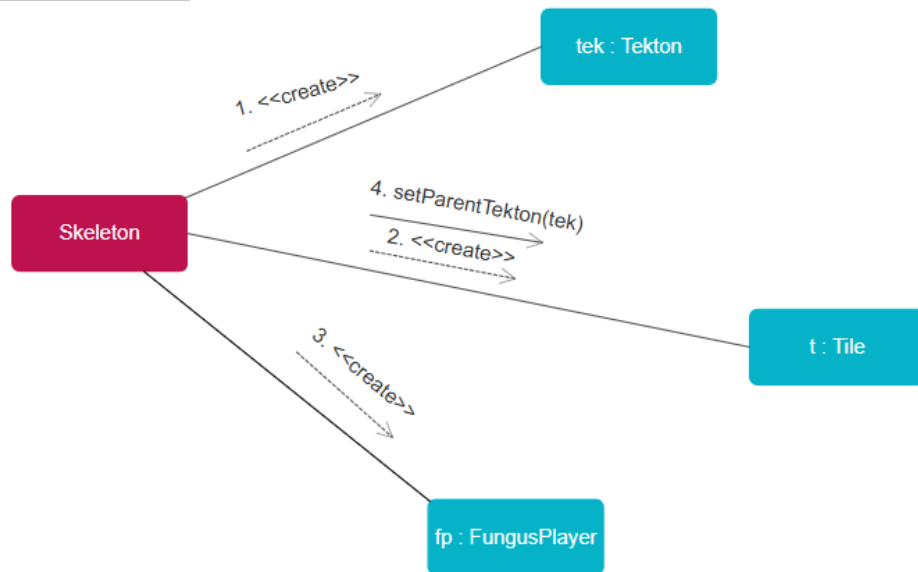 tek : Tekton
1. <<create>>
4. setParentTekton(tek)
Skeleton
2. <<create>>
3. <<create>>
t : Tile
fp : FungusPlayer